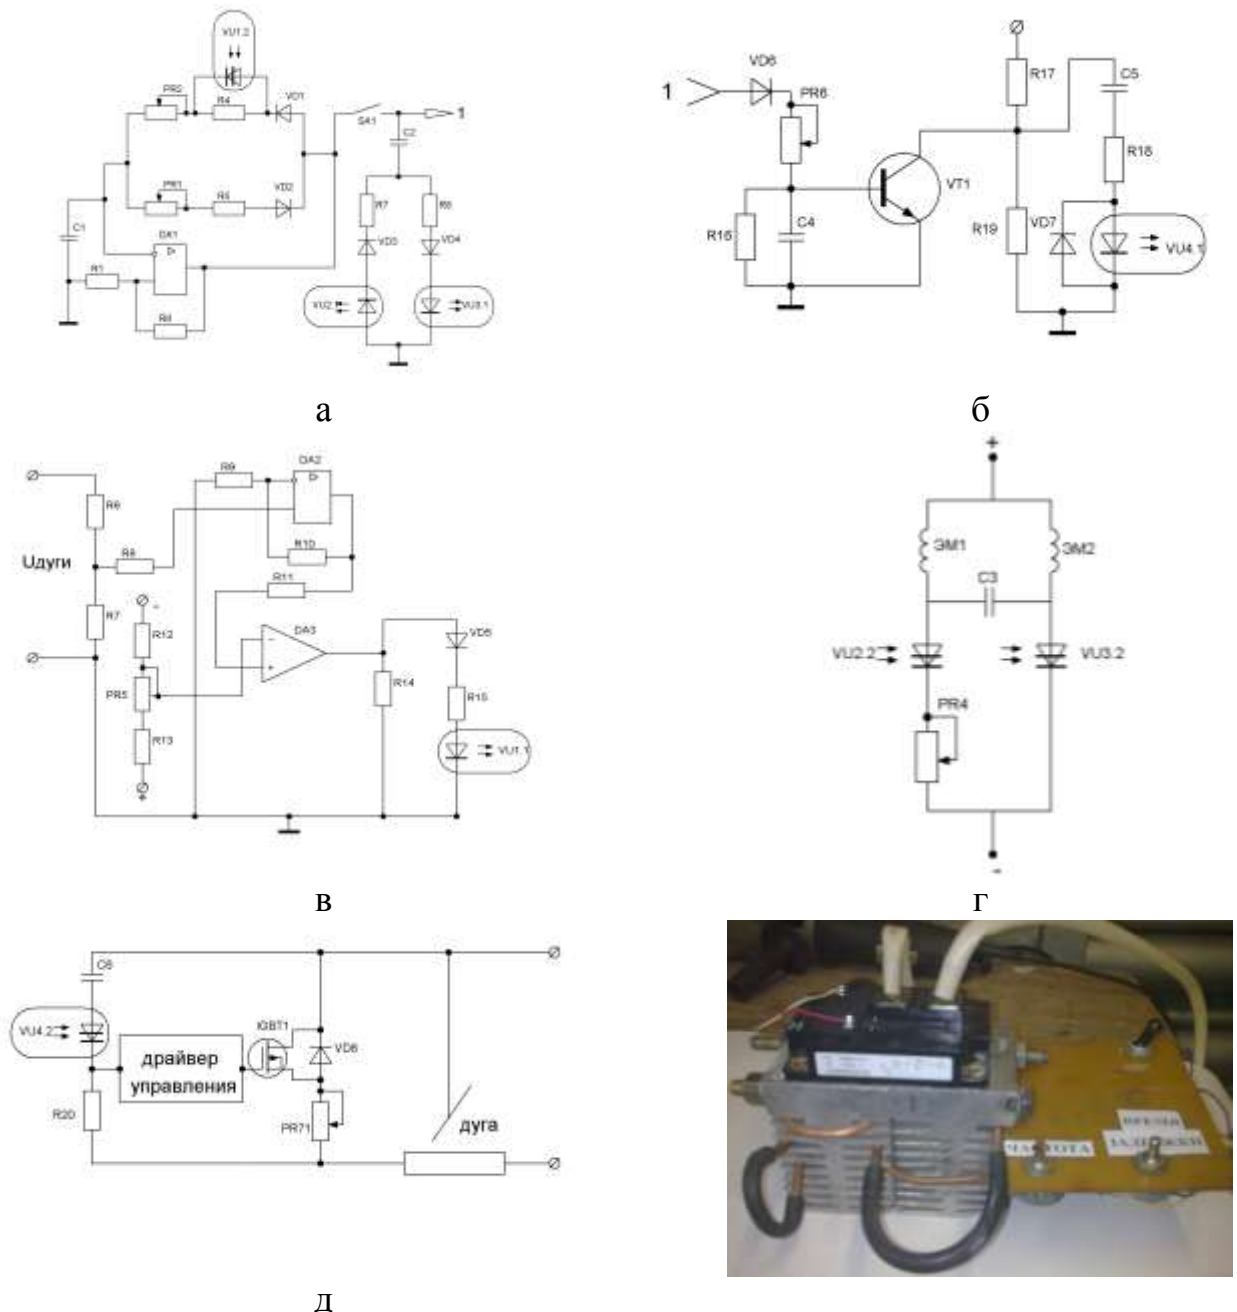 VU1.2
PR2
R4
VD1
SA1
1
C2
PR1
R5
VD2
R7
R6
C1
DA1
VD3
VD4
R1
VU2.
VU3.1
а
1
VD6
PR6
R17
C5
R18
VT1
R16
C4
R19
VD7
VU4.1
б
R9
DA2
R6
Uдуги
R8
R10
R11
R7
-
R12
DA3
VD5
PR5
R14
R15
R13
VU1.1
+
в
+
ЭМ1
ЭМ2
C3
VU2.2
VU3.2
PR4
-
г
C6
VU4.2
IGBT1
драйвер
управления
VD8
R20
PR71
дуга
ЧАСТОТА
ВРЕМЯ
д